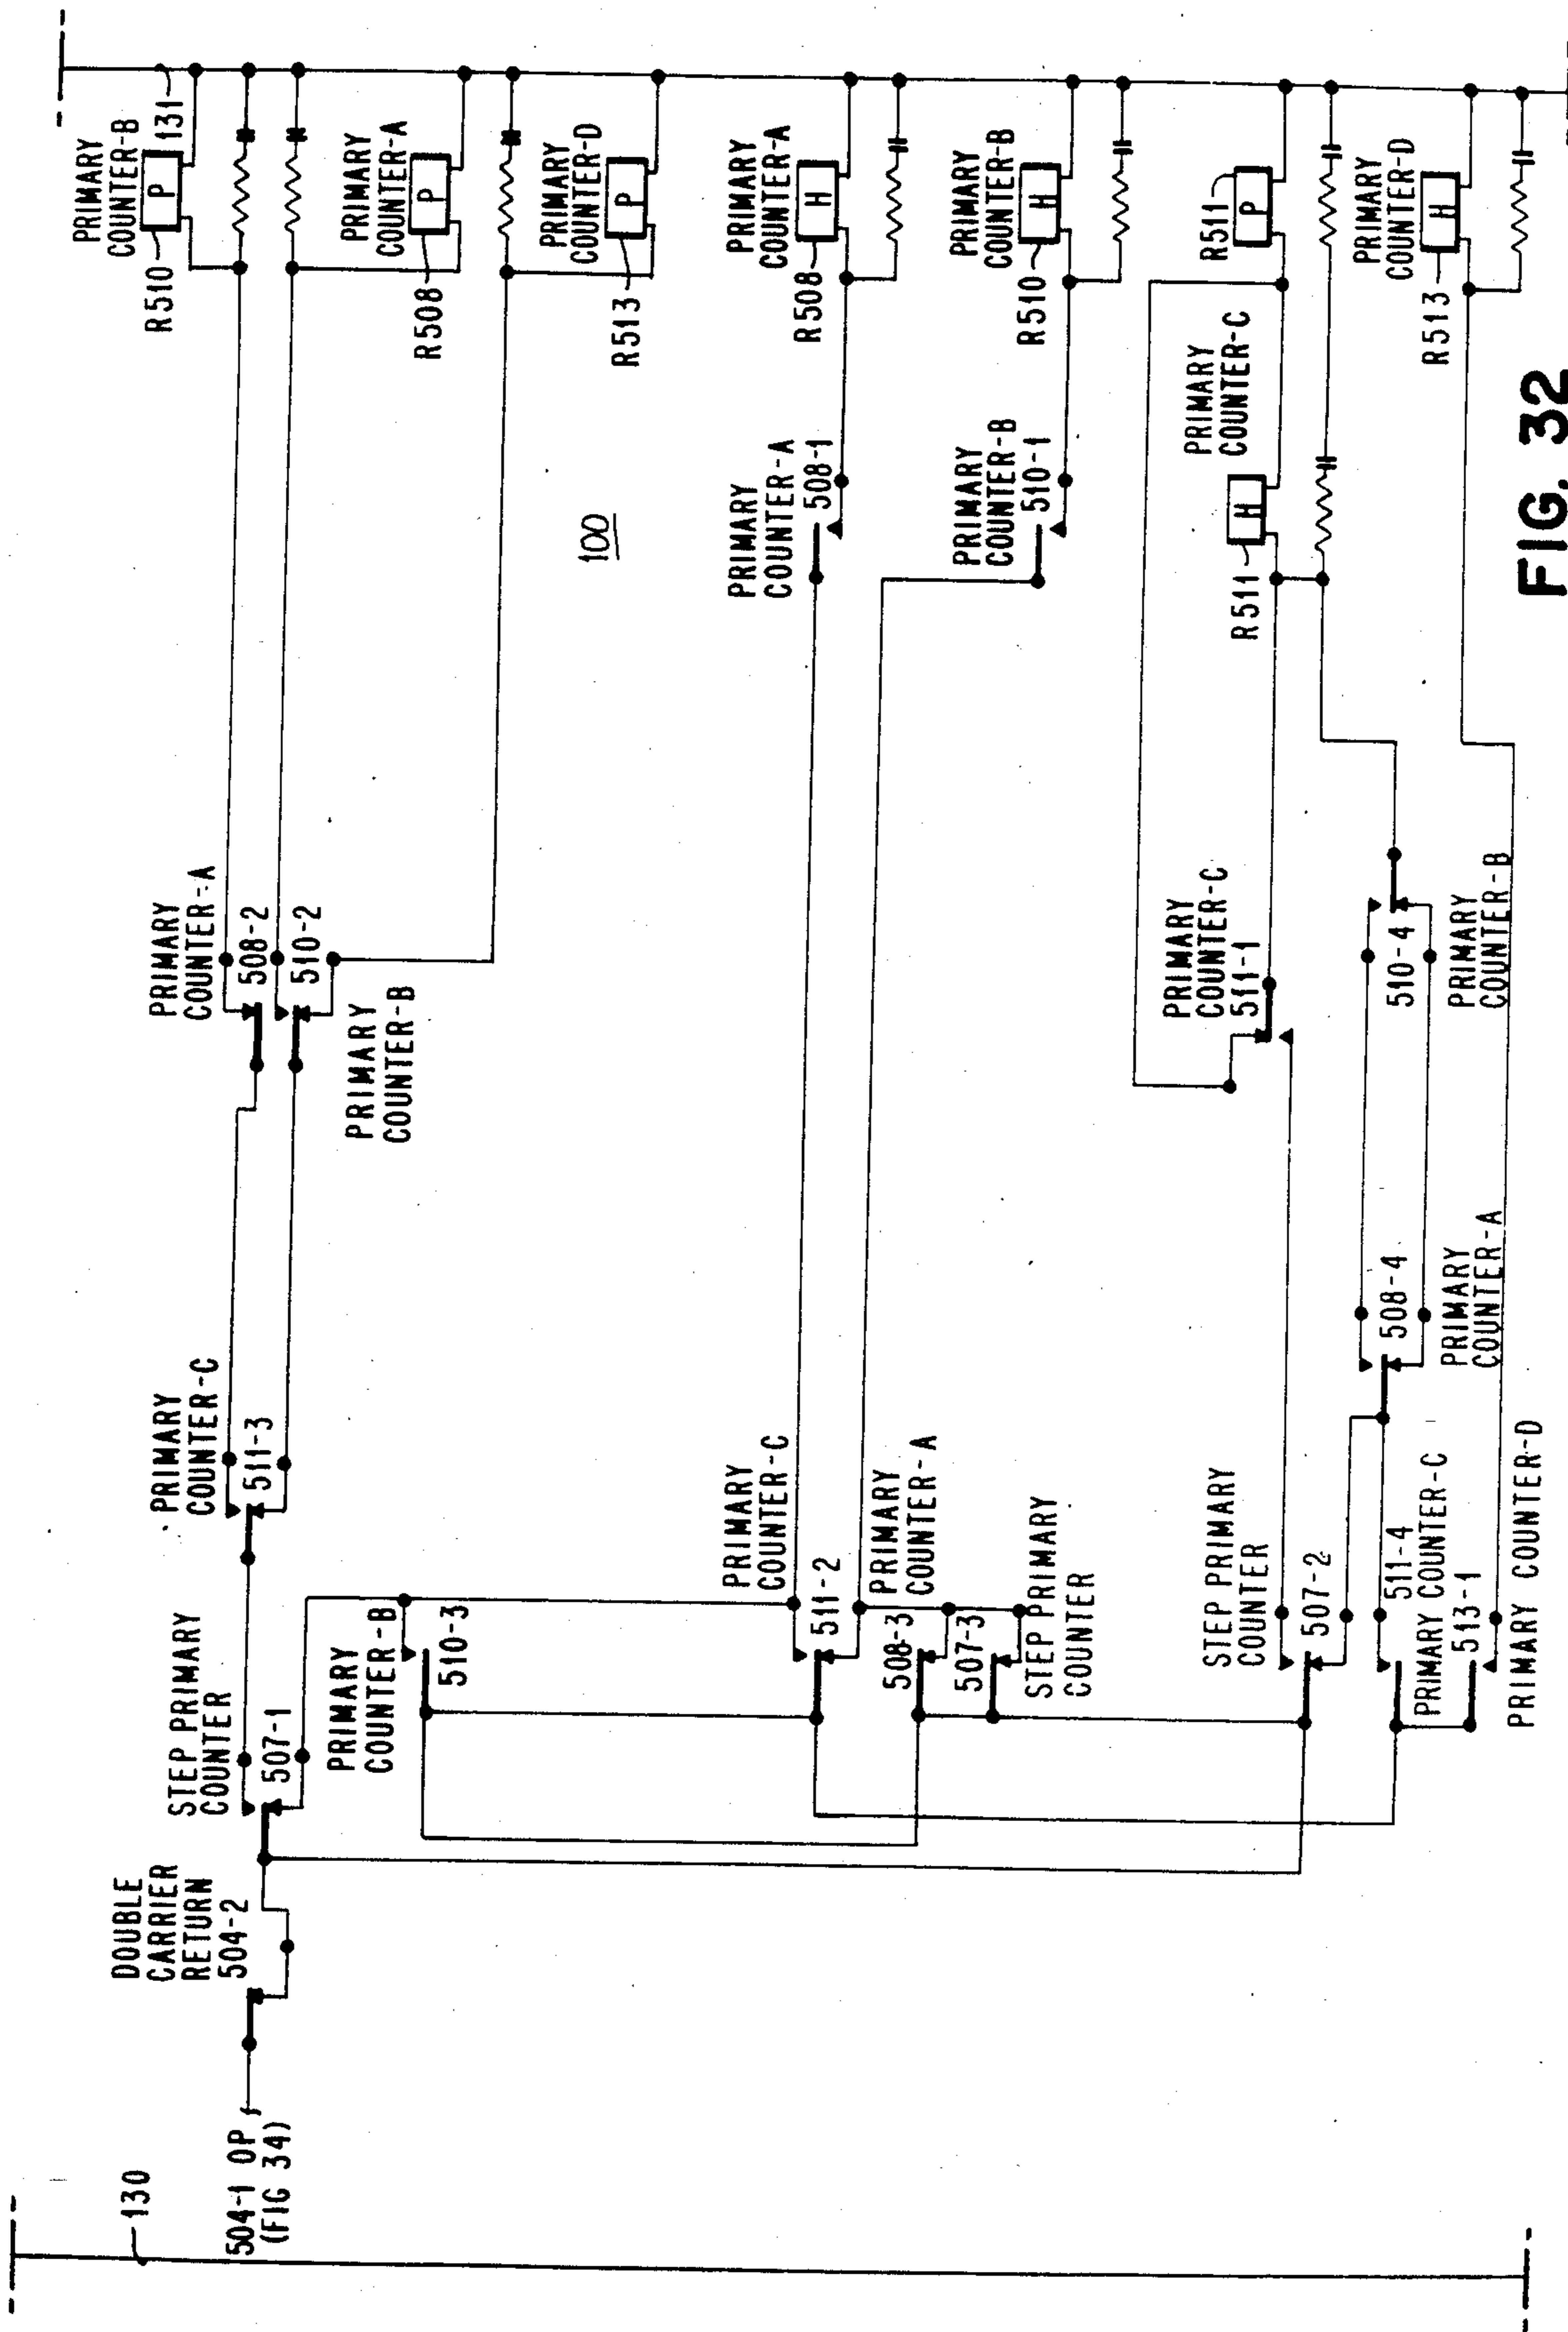 PRIMARY
COUNTER-B
P
131
R510
PRIMARY
COUNTER-A
P
R508
PRIMARY
COUNTER-D
P
R513
PRIMARY
COUNTER-A
H
R508
PRIMARY
COUNTER-B
H
R510
R511
P
PRIMARY
COUNTER-C
H
R511
PRIMARY
COUNTER-D
H
R513
PRIMARY
COUNTER-A
508-1
PRIMARY
COUNTER-B
510-1
100
FIG. 32
PRIMARY
COUNTER-A
508-2
510-2
PRIMARY
COUNTER-B
PRIMARY
COUNTER-C
511-1
510-4
PRIMARY
COUNTER-B
508-4
PRIMARY
COUNTER-A
PRIMARY
COUNTER-C
511-3
STEP PRIMARY
COUNTER
507-1
PRIMARY
COUNTER-B
510-3
PRIMARY
COUNTER-C
511-2
PRIMARY
COUNTER-A
508-3
507-3
STEP PRIMARY
COUNTER
STEP PRIMARY
COUNTER
507-2
511-4
PRIMARY COUNTER-C
513-1
PRIMARY COUNTER-D
DOUBLE
CARRIER
RETURN
504-2
504-1 OP
(FIG 34)
130